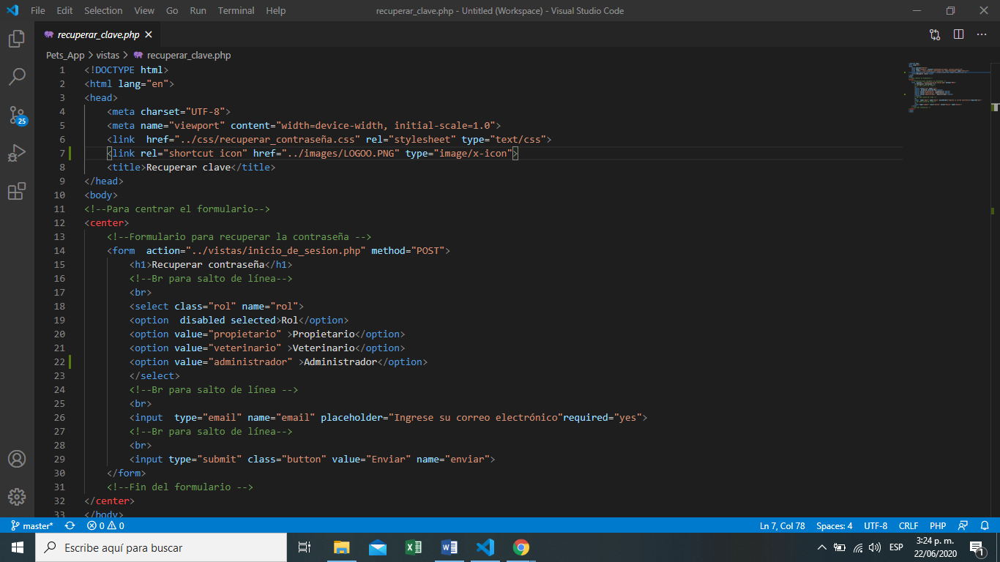 File Edit Selection View Go Run Terminal Help recuperar_clave.php - Untitled (Workspace) - Visual Studio Code
recuperar_clave.php
Pets_App > vistas > recuperar_clave.php
1 <!DOCTYPE html>
2 <html lang="en">
3 <head>
4 <meta charset="UTF-8">
5 <meta name="viewport" content="width=device-width, initial-scale=1.0">
6 <link  href="../css/recuperar_contraseña.css" rel="stylesheet" type="text/css">
7 <link rel="shortcut icon" href="../images/LOGOO.PNG" type="image/x-icon">
8 <title>Recuperar clave</title>
9 </head>
10 <body>
11 <!--Para centrar el formulario-->
12 <center>
13 <!--Formulario para recuperar la contraseña -->
14 <form  action="../vistas/inicio_de_sesion.php" method="POST">
15 <h1>Recuperar contraseña</h1>
16 <!--Br para salto de línea-->
17 <br>
18 <select class="rol" name="rol">
19 <option  disabled selected>Rol</option>
20 <option value="propietario" >Propietario</option>
21 <option value="veterinario" >Veterinario</option>
22 <option value="administrador" >Administrador</option>
23 </select>
24 <!--Br para salto de línea -->
25 <br>
26 <input  type="email" name="email" placeholder="Ingrese su correo electrónico"required="yes">
27 <!--Br para salto de línea-->
28 <br>
29 <input type="submit" class="button" value="Enviar" name="enviar">
30 </form>
31 <!--Fin del formulario -->
32 </center>
33 </body>
25
master* 0 0 Ln 7, Col 78 Spaces: 4 UTF-8 CRLF PHP
Escribe aquí para buscar
ESP
3:24 p. m.
22/06/2020
1